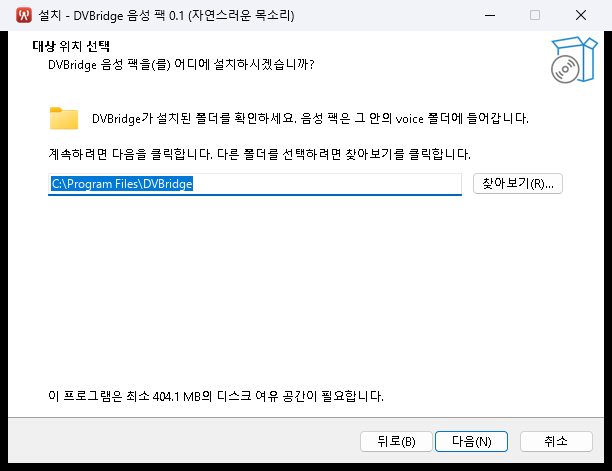 설치 - DVBridge 음성 팩 0.1 (자연스러운 목소리)
대상 위치 선택
DVBridge 음성 팩을(를) 어디에 설치하시겠습니까?
DVBridge가 설치된 폴더를 확인하세요. 음성 팩은 그 안의 voice 폴더에 들어갑니다.
계속하려면 다음을 클릭합니다. 다른 폴더를 선택하려면 찾아보기를 클릭합니다.
C:\Program Files\DVBridge
찾아보기(R)...
이 프로그램은 최소 404.1 MB의 디스크 여유 공간이 필요합니다.
뒤로(B)
다음(N)
취소